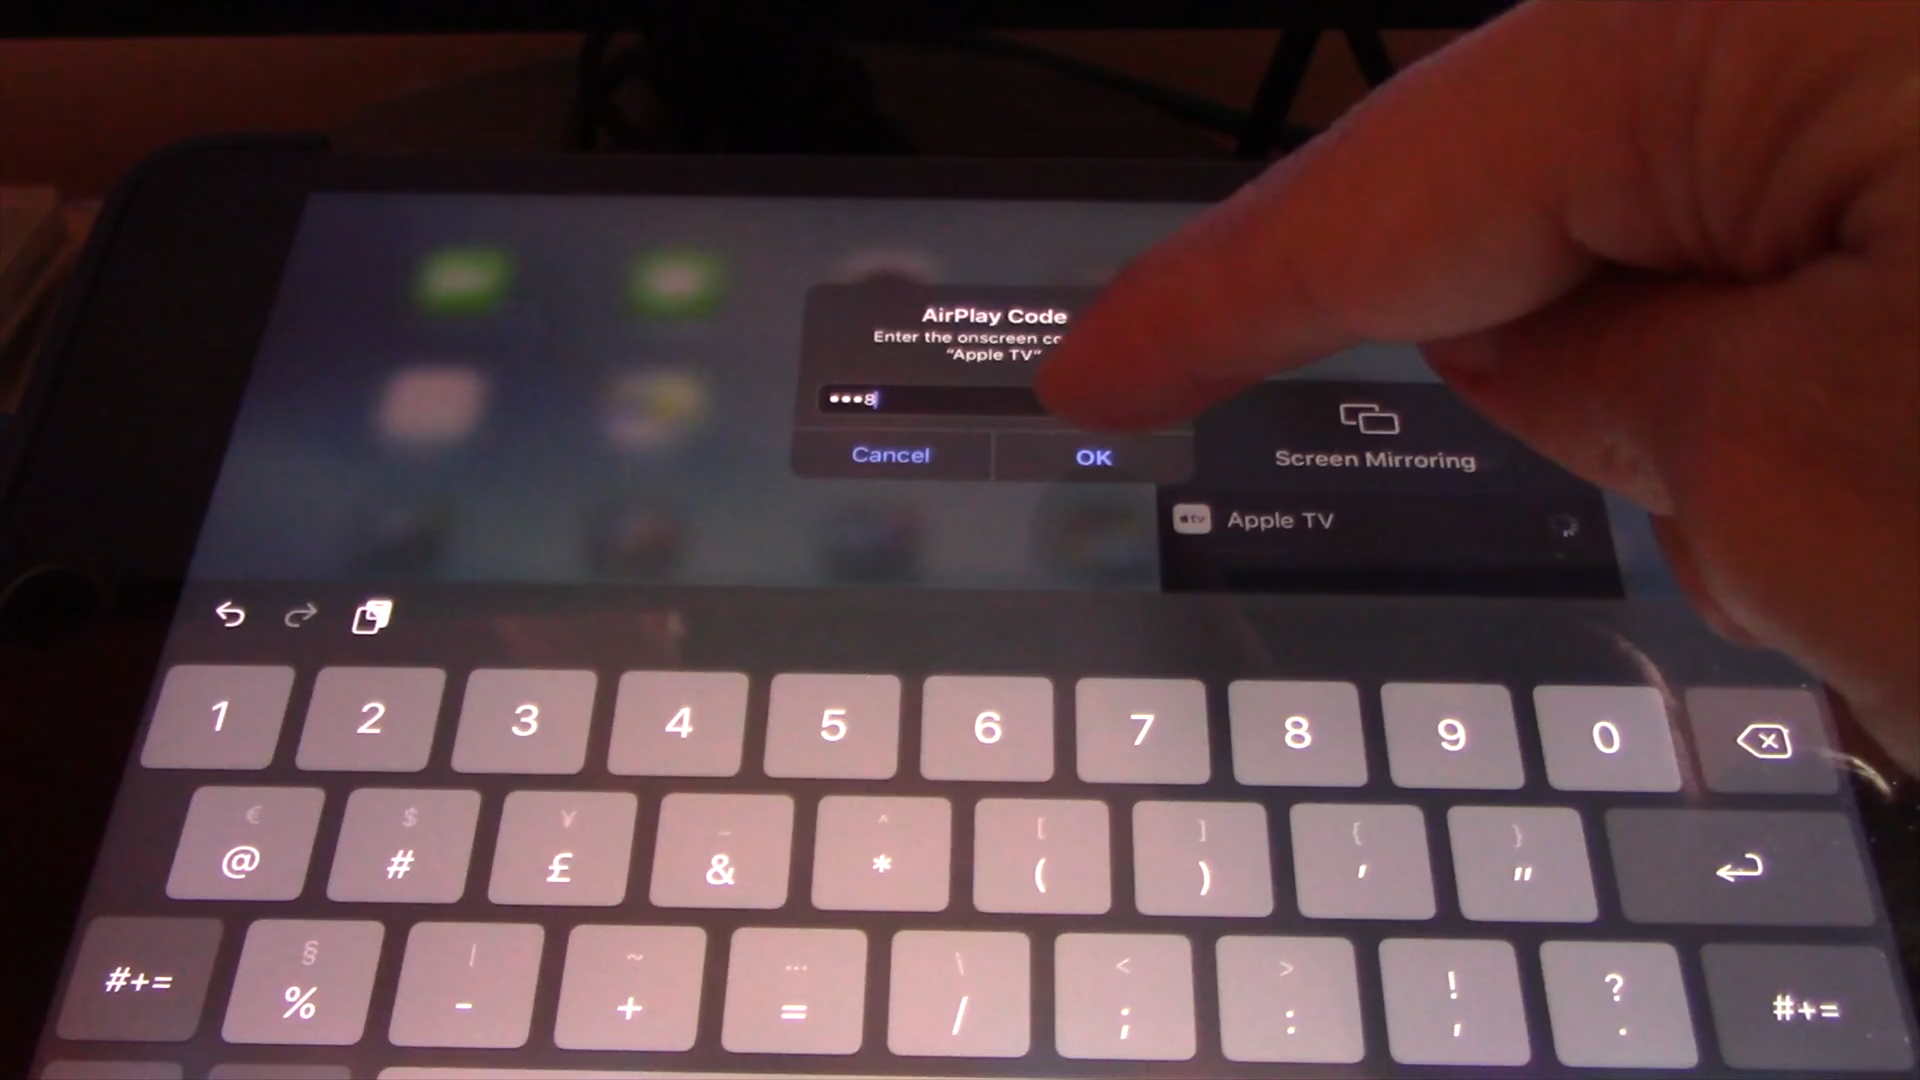 AirPlay Code
Enter the onscreen
"Apple TV"
•••8
Cancel OK
Screen Mirroring
tv Apple TV
1 2 3 4 5 6 7 8 9 0
€ $ ¥ _ ^ [ ] { }
@ # £ & * ( ) ' "
§ | ~ … \ < > ! ?
#+= % - + = / ; : , . #+=